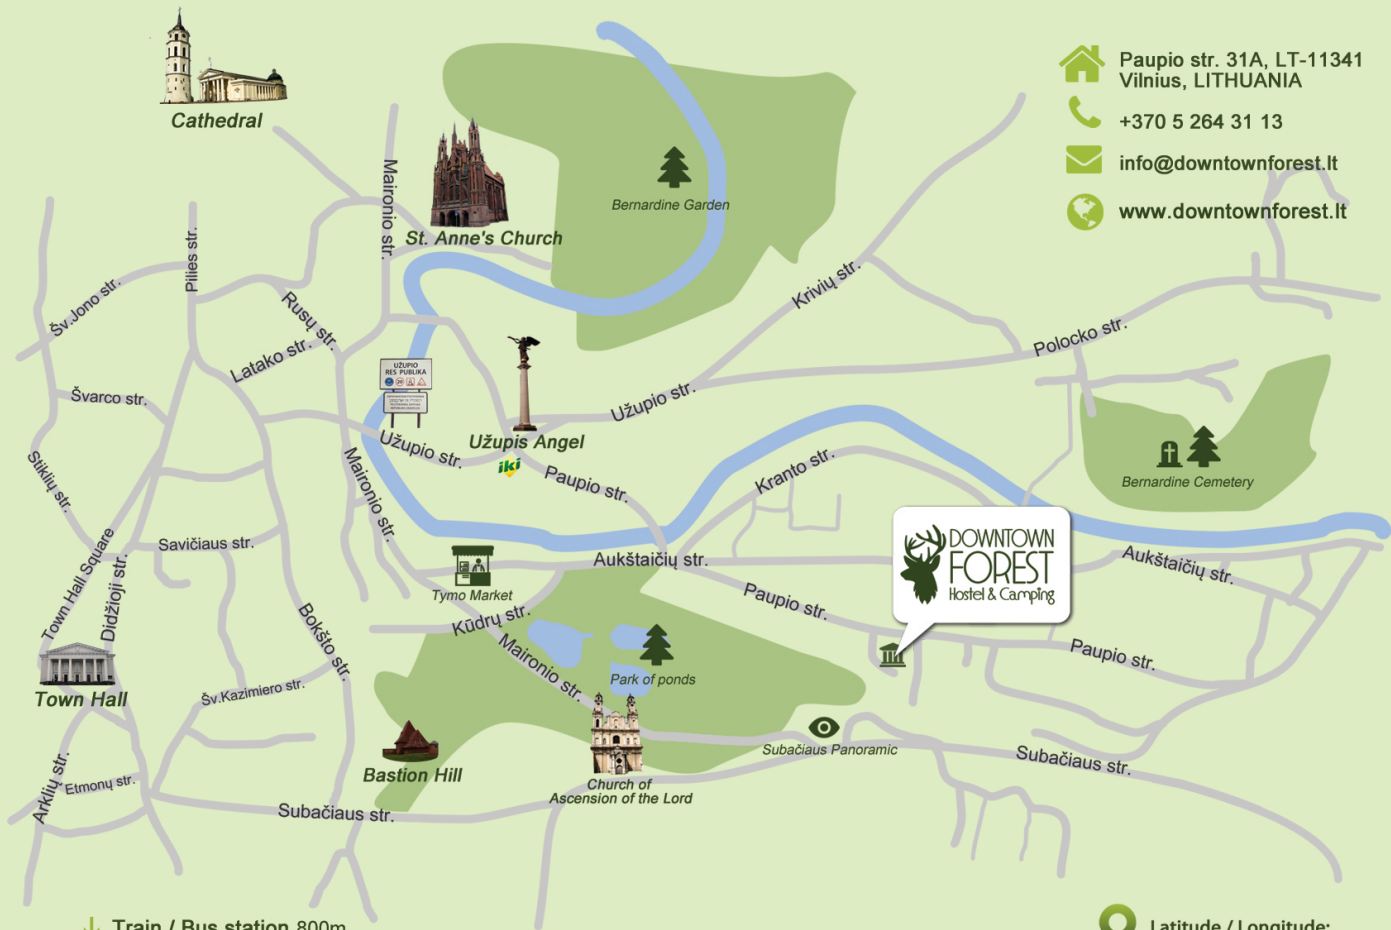 Paupio str. 31A, LT-11341
Vilnius, LITHUANIA
+370 5 264 31 13
info@downtownforest.lt
www.downtownforest.lt
Cathedral
Maironio str.
St. Anne's Church
Bernardine Garden
Pilies str.
Šv.Jono str.
Rusų str.
Latako str.
Krivių str.
Polocko str.
UŽUPIO
RES PUBLIKA
Švarco str.
Užupio str.
Užupis Angel
Užupio str.
iki
Paupio str.
Kranto str.
Bernardine Cemetery
Stiklių str.
Maironio str.
Savičiaus str.
Town Hall Square
Didžioji str.
Aukštaičių str.
DOWNTOWN
FOREST
Hostel & Camping
Aukštaičių str.
Tymo Market
Kūdrų str.
Paupio str.
Bokšto str.
Maironio str.
Park of ponds
Paupio str.
Town Hall
Šv.Kazimiero str.
Bastion Hill
Subačiaus Panoramic
Subačiaus str.
Church of
Ascension of the Lord
Arklių str.
Etmonų str.
Subačiaus str.
Train / Bus station 800m
Latitude / Longitude: